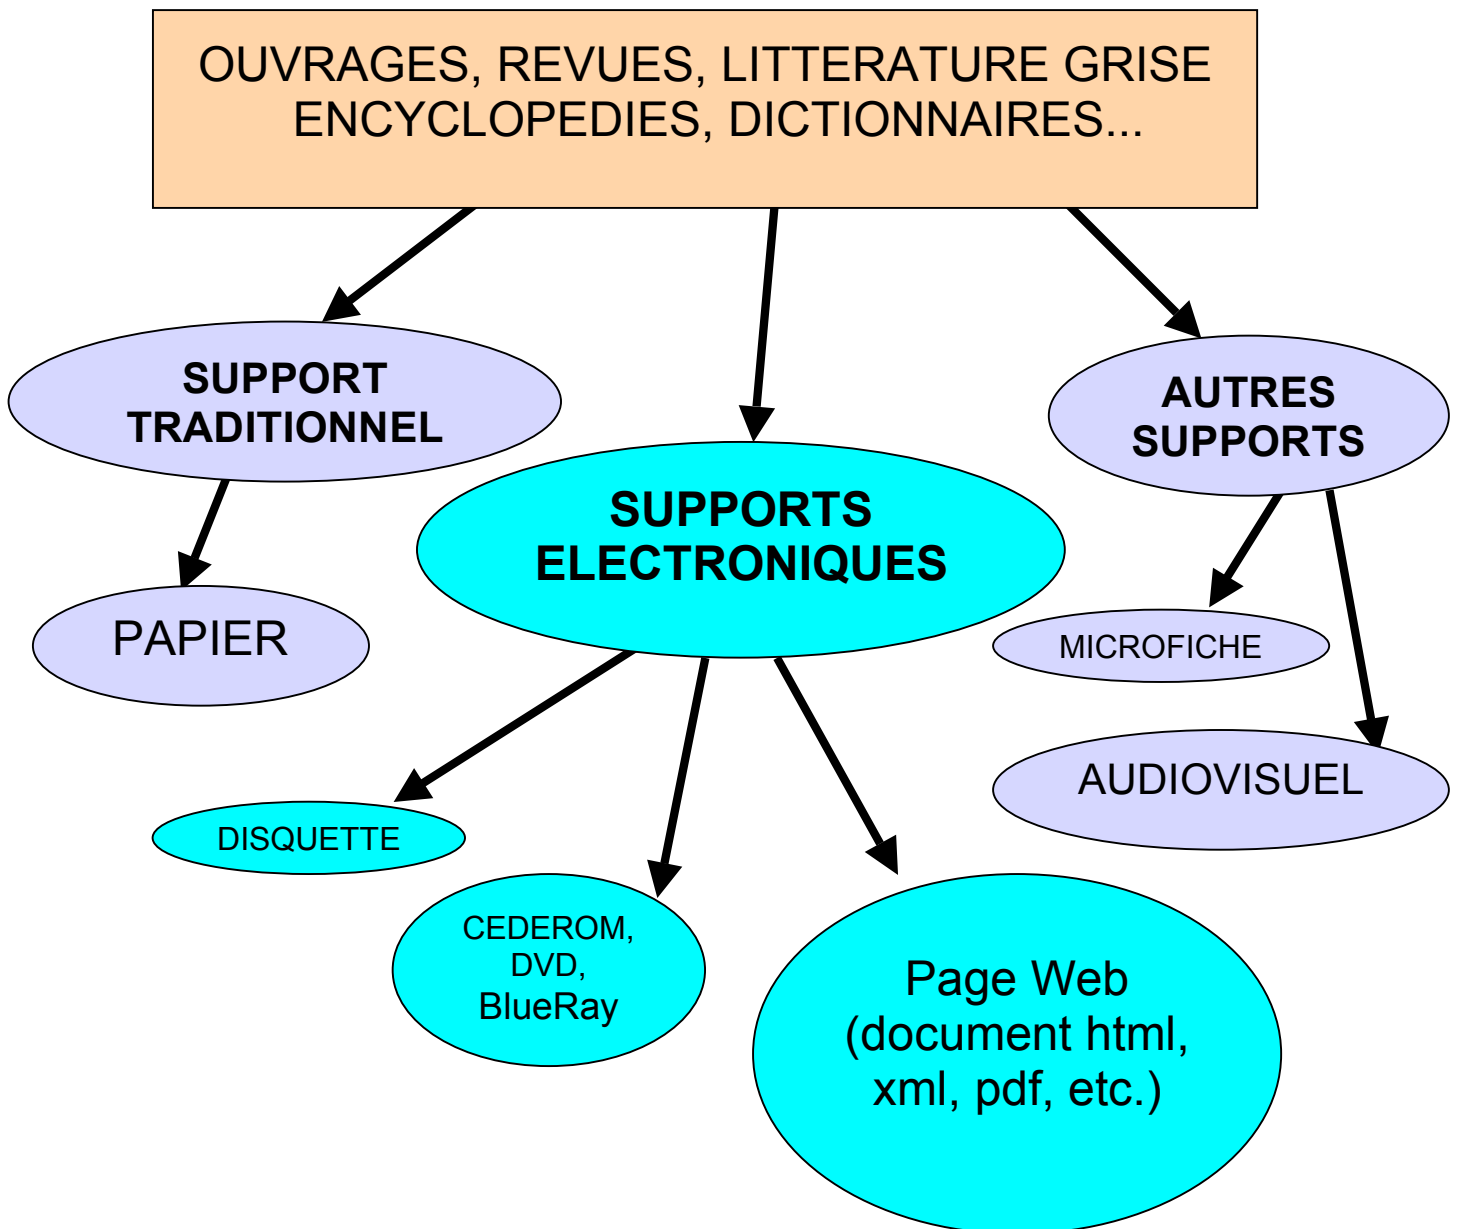 OUVRAGES, REVUES, LITTERATURE GRISE
ENCYCLOPEDIES, DICTIONNAIRES...
SUPPORT
TRADITIONNEL
AUTRES
SUPPORTS
SUPPORTS
ELECTRONIQUES
PAPIER
MICROFICHE
AUDIOVISUEL
DISQUETTE
CEDEROM,
DVD,
BlueRay
Page Web
(document html,
xml, pdf, etc.)